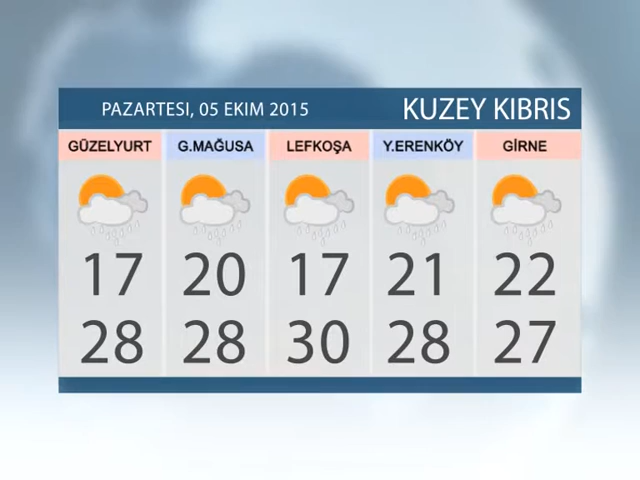 PAZARTESI, 05 EKIM 2015 KUZEY KIBRIS
GÜZELYURT G.MAĞUSA LEFKOŞA Y.ERENKÖY GİRNE
17 20 17 21 22
28 28 30 28 27